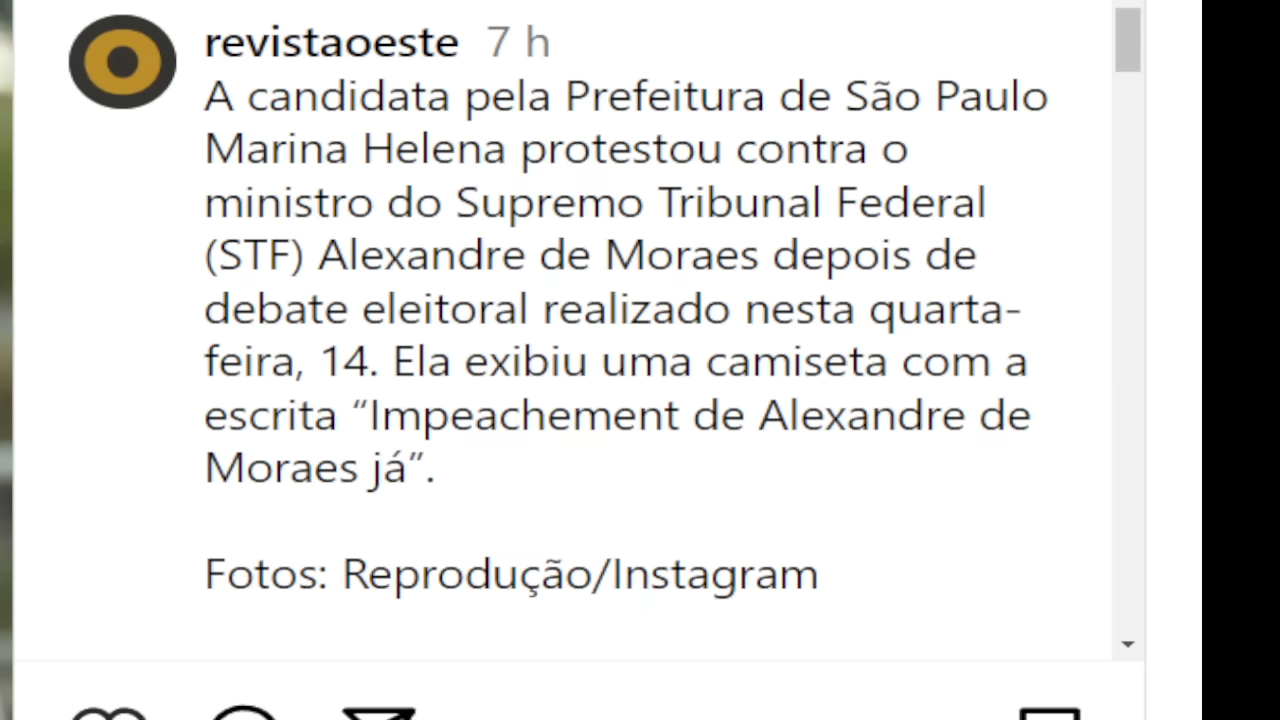 revistaoeste 7 h
A candidata pela Prefeitura de São Paulo
Marina Helena protestou contra o
ministro do Supremo Tribunal Federal
(STF) Alexandre de Moraes depois de
debate eleitoral realizado nesta quarta-
feira, 14. Ela exibiu uma camiseta com a
escrita “Impeachement de Alexandre de
Moraes já”.
Fotos: Reprodução/Instagram